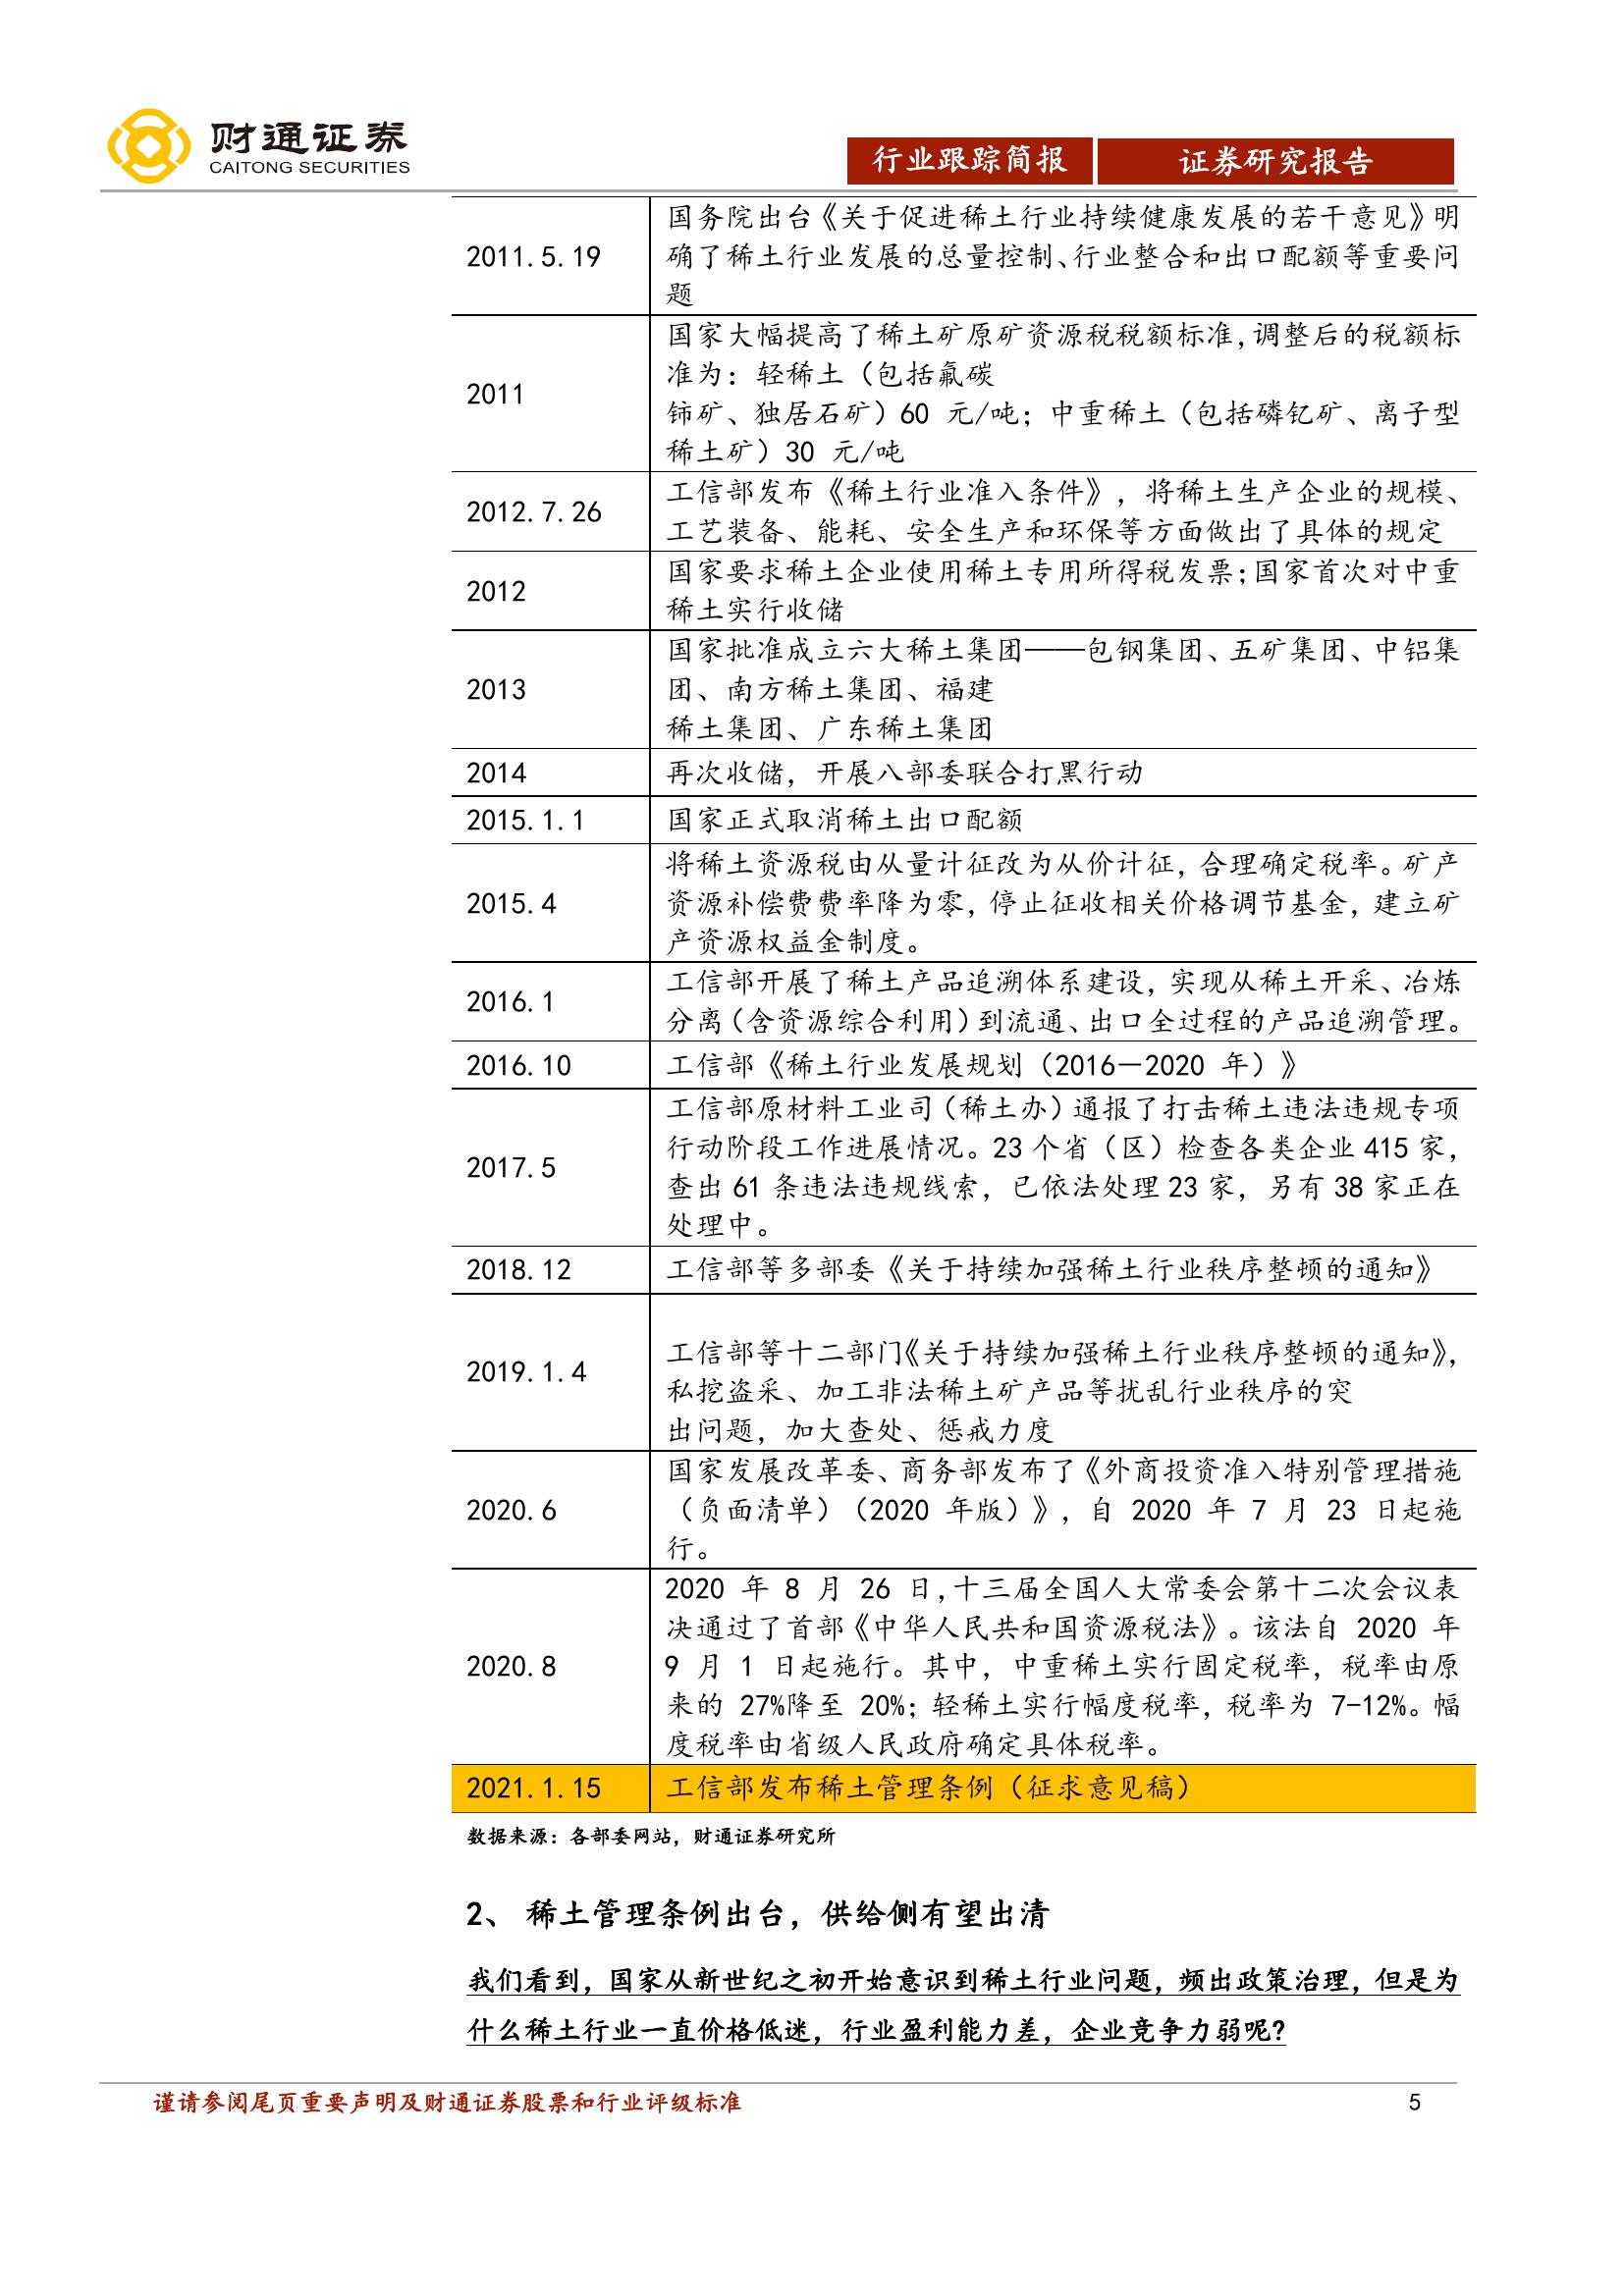 财通证券
CAITONG SECURITIES
行业跟踪简报
证券研究报告
2011.5.19
国务院出台《关于促进稀土行业持续健康发展的若干意见》明
确了稀土行业发展的总量控制、行业整合和出口配额等重要问
题
2011
国家大幅提高了稀土矿原矿资源税税额标准,调整后的税额标
准为：轻稀土（包括氟碳
铈矿、独居石矿）60 元/吨；中重稀土（包括磷钇矿、离子型
稀土矿）30 元/吨
2012.7.26
工信部发布《稀土行业准入条件》，将稀土生产企业的规模、
工艺装备、能耗、安全生产和环保等方面做出了具体的规定
2012
国家要求稀土企业使用稀土专用所得税发票;国家首次对中重
稀土实行收储
2013
国家批准成立六大稀土集团——包钢集团、五矿集团、中铝集
团、南方稀土集团、福建
稀土集团、广东稀土集团
2014
再次收储，开展八部委联合打黑行动
2015.1.1
国家正式取消稀土出口配额
2015.4
将稀土资源税由从量计征改为从价计征，合理确定税率。矿产
资源补偿费费率降为零，停止征收相关价格调节基金，建立矿
产资源权益金制度。
2016.1
工信部开展了稀土产品追溯体系建设，实现从稀土开采、冶炼
分离（含资源综合利用）到流通、出口全过程的产品追溯管理。
2016.10
工信部《稀土行业发展规划（2016－2020 年）》
2017.5
工信部原材料工业司（稀土办）通报了打击稀土违法违规专项
行动阶段工作进展情况。23 个省（区）检查各类企业 415 家，
查出 61 条违法违规线索，已依法处理 23 家，另有 38 家正在
处理中。
2018.12
工信部等多部委《关于持续加强稀土行业秩序整顿的通知》
2019.1.4
工信部等十二部门《关于持续加强稀土行业秩序整顿的通知》，
私挖盗采、加工非法稀土矿产品等扰乱行业秩序的突
出问题，加大查处、惩戒力度
2020.6
国家发展改革委、商务部发布了《外商投资准入特别管理措施
（负面清单）（2020 年版）》，自 2020 年 7 月 23 日起施
行。
2020.8
2020 年 8 月 26 日,十三届全国人大常委会第十二次会议表
决通过了首部《中华人民共和国资源税法》。该法自 2020 年
9 月 1 日起施行。其中，中重稀土实行固定税率，税率由原
来的 27%降至 20%；轻稀土实行幅度税率，税率为 7-12%。幅
度税率由省级人民政府确定具体税率。
2021.1.15
工信部发布稀土管理条例（征求意见稿）
数据来源：各部委网站，财通证券研究所
2、 稀土管理条例出台，供给侧有望出清
我们看到，国家从新世纪之初开始意识到稀土行业问题，频出政策治理，但是为
什么稀土行业一直价格低迷，行业盈利能力差，企业竞争力弱呢?
谨请参阅尾页重要声明及财通证券股票和行业评级标准
5